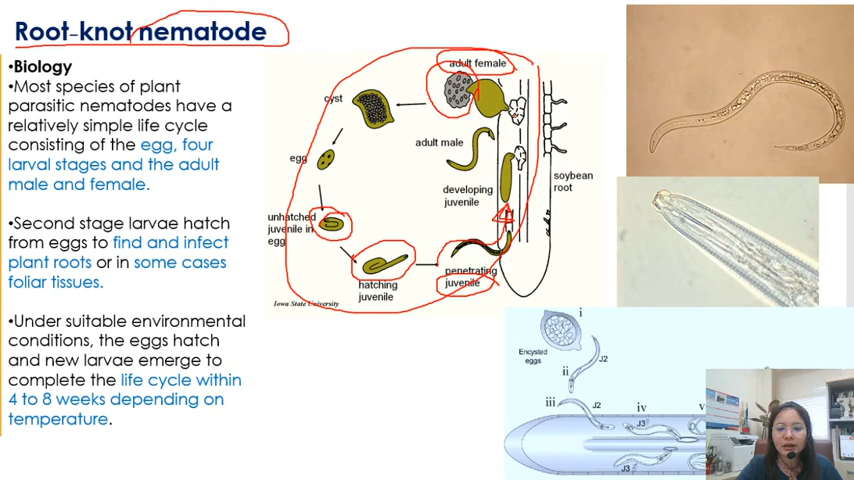 Root-knot nematode
•Biology
•Most species of plant
parasitic nematodes have a
relatively simple life cycle
consisting of the egg, four
larval stages and the adult
male and female.
•Second stage larvae hatch
from eggs to find and infect
plant roots or in some cases
foliar tissues.
•Under suitable environmental
conditions, the eggs hatch
and new larvae emerge to
complete the life cycle within
4 to 8 weeks depending on
temperature.
adult female
cyst
adult male
egg
developing
juvenile
soybean
root
unhatched
juvenile in
egg
penetrating
juvenile
hatching
juvenile
Iowa State University
i
Encysted
eggs
J2
ii
iii
J2
iv
v
J3
J3